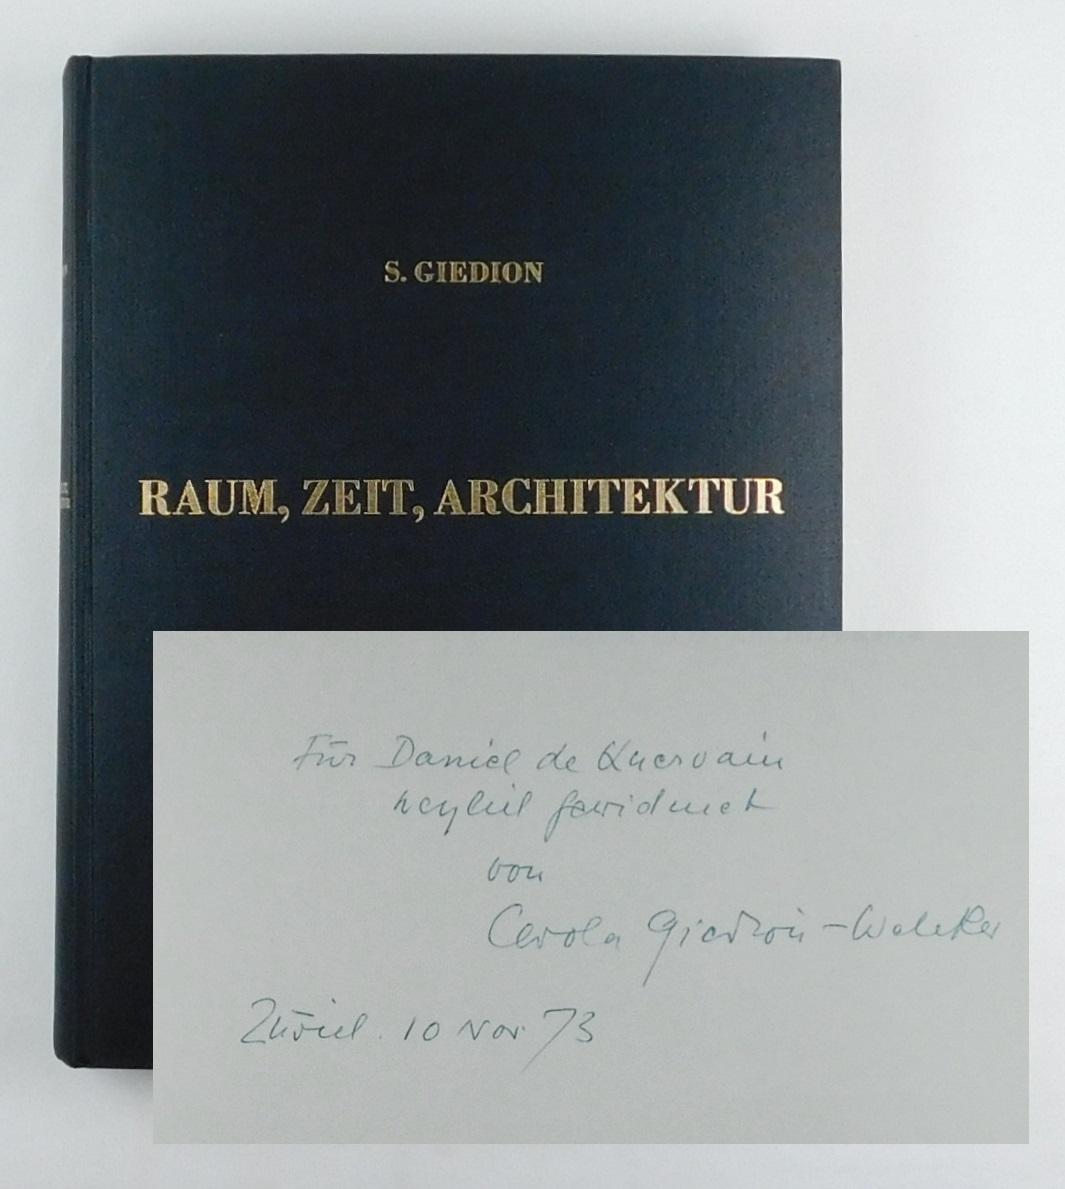 S. GIEDION
RAUM, ZEIT, ARCHITEKTUR
Für Daniel de Quervain
herzlich gewidmet
von
Carola Giedion-Welcker
Zürich. 10 Nov. 73